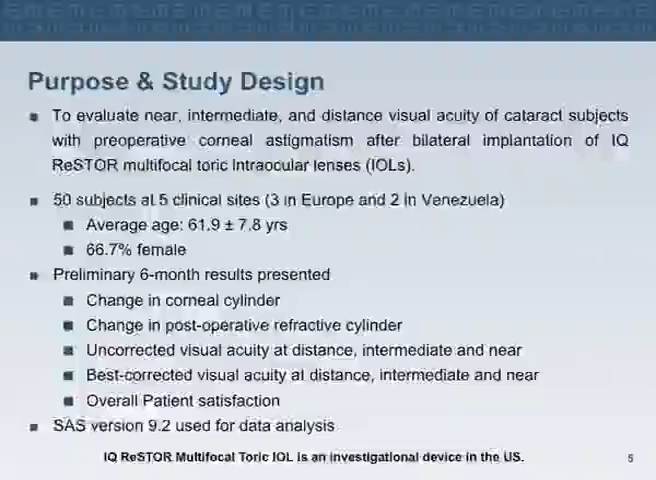 Purpose & Study Design
■ To evaluate near, intermediate, and distance visual acuity of cataract subjects
with preoperative corneal astigmatism after bilateral implantation of IQ
ReSTOR multifocal toric Intraocular lenses (IOLs).
■ 50 subjects at 5 clinical sites (3 in Europe and 2 in Venezuela)
■ Average age: 61.9 ± 7.8 yrs
■ 66.7% female
■ Preliminary 6-month results presented
■ Change in corneal cylinder
■ Change in post-operative refractive cylinder
■ Uncorrected visual acuity at distance, intermediate and near
■ Best-corrected visual acuity at distance, intermediate and near
■ Overall Patient satisfaction
■ SAS version 9.2 used for data analysis
IQ ReSTOR Multifocal Toric IOL is an investigational device in the US.
5